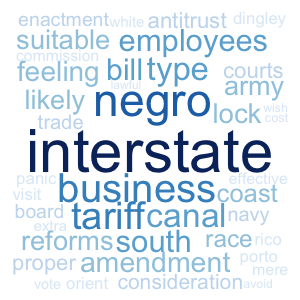 enactment white antitrust dingley
suitable employees
commission
feeling bill type courts
lawful army
likely negro lock
trade wish
cost
interstate
panic business effective
visit coast
board tariff canal navy
extra
reforms south race rico
proper amendment porto
mere
vote orient consideration avoid